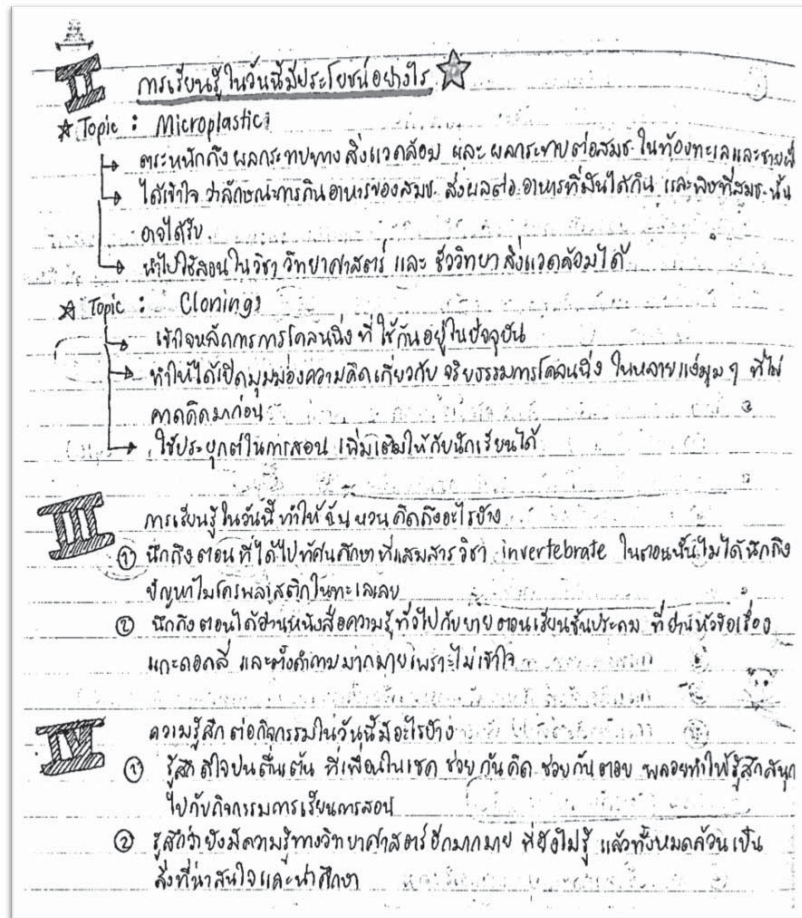 II การเรียนรู้ในวันนี้มีประโยชน์อย่างไร
☆ Topic : Microplastics
→ ตระหนักถึงผลกระทบทางสิ่งแวดล้อม และ ผลกระทบต่อสมช. ในท้องทะเลและชายฝั่
→ ได้เข้าใจ ว่าลักษณะการกินอาหารของสมช. ส่งผลต่อ อาหารที่มันได้กิน และพิษที่สมช. นั้น
อาจได้รับ
→ นำไปใช้สอนในวิชา วิทยาศาสตร์ และ ชีววิทยา สิ่งแวดล้อมได้
☆ Topic : Clonings
→ เข้าใจหลักการการโคลนนิ่ง ที่ใช้กันอยู่ในปัจจุบัน
→ ทำให้ได้เปิดมุมมองความคิดเกี่ยวกับ จริยธรรมการโคลนนิ่ง ในหลายแง่มุม ๆ ที่ไม่
คาดคิดมาก่อน
→ ใช้ประยุกต์ในการสอน เพิ่มเติมให้กับนักเรียนได้
III การเรียนรู้ในวันนี้ ทำให้ฉัน หวน คิดถึงอะไรบ้าง
① นึกถึงตอน ที่ได้ไปทัศนศึกษาที่แสมสาร วิชา invertebrate ในตอนนั้นไม่ได้นึกถึง
ปัญหาไมโครพลาสติกในทะเลเลย
② นึกถึงตอนได้อ่านหนังสือความรู้ทั่วไปกับยาย ตอนเรียนชั้นประถม ที่อ่านหัวข้อเรื่อง
แกะดอลลี่ และตั้งคำถามมากมายเพราะไม่เข้าใจ
IV ความรู้สึก ต่อกิจกรรมในวันนี้มีอะไรบ้าง
① รู้สึก ดีใจปนตื่นเต้น ที่เพื่อนในเซค ช่วยกันคิด ช่วยกันตอบ พลอยทำให้รู้สึกสนุก
ไปกับกิจกรรมการเรียนการสอน
② รู้สึกว่ายังมีความรู้ทางวิทยาศาสตร์อีกมากมาย ที่ยังไม่รู้ แล้วทั้งหมดล้วนเป็น
สิ่งที่น่าสนใจและน่าศึกษา